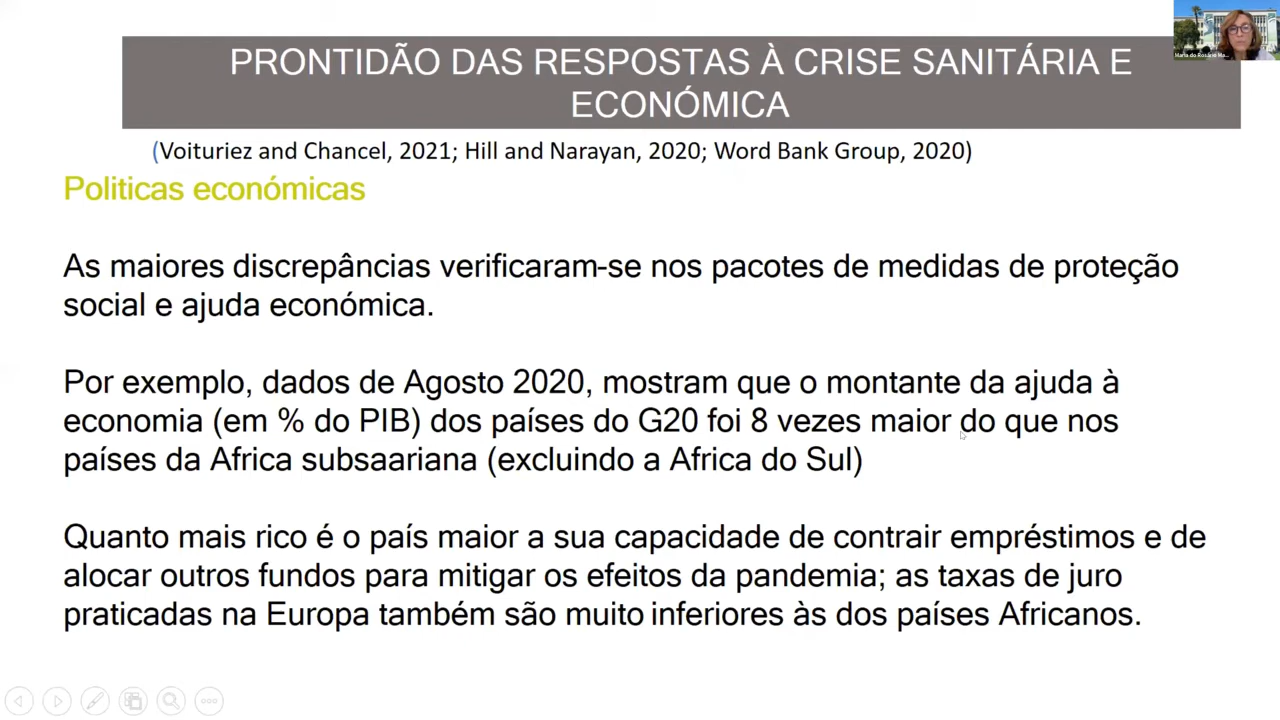 PRONTIDÃO DAS RESPOSTAS À CRISE SANITÁRIA E
ECONÓMICA
(Voituriez and Chancel, 2021; Hill and Narayan, 2020; Word Bank Group, 2020)
Politicas económicas
As maiores discrepâncias verificaram-se nos pacotes de medidas de proteção
social e ajuda económica.
Por exemplo, dados de Agosto 2020, mostram que o montante da ajuda à
economia (em % do PIB) dos países do G20 foi 8 vezes maior do que nos
países da Africa subsaariana (excluindo a Africa do Sul)
Quanto mais rico é o país maior a sua capacidade de contrair empréstimos e de
alocar outros fundos para mitigar os efeitos da pandemia; as taxas de juro
praticadas na Europa também são muito inferiores às dos países Africanos.
Maria do Rosário